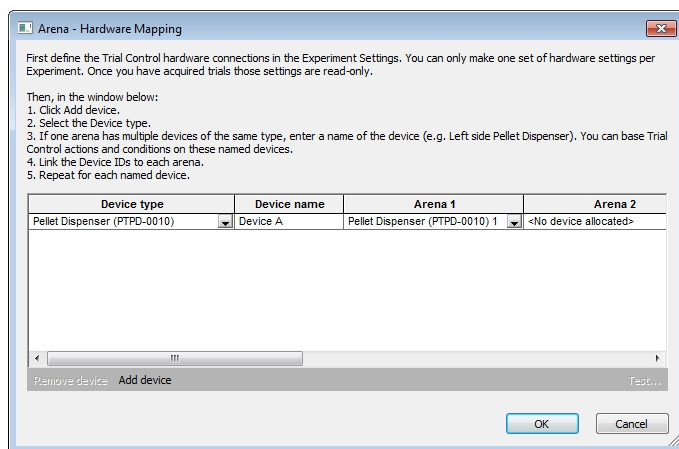 Arena - Hardware Mapping
First define the Trial Control hardware connections in the Experiment Settings. You can only make one set of hardware settings per
Experiment. Once you have acquired trials those settings are read-only.
Then, in the window below:
1. Click Add device.
2. Select the Device type.
3. If one arena has multiple devices of the same type, enter a name of the device (e.g. Left side Pellet Dispenser). You can base Trial
Control actions and conditions on these named devices.
4. Link the Device IDs to each arena.
5. Repeat for each named device.
Device type Device name Arena 1 Arena 2
Pellet Dispenser (PTPD-0010) Device A Pellet Dispenser (PTPD-0010) 1 <No device allocated>
Remove device Add device Test...
OK Cancel